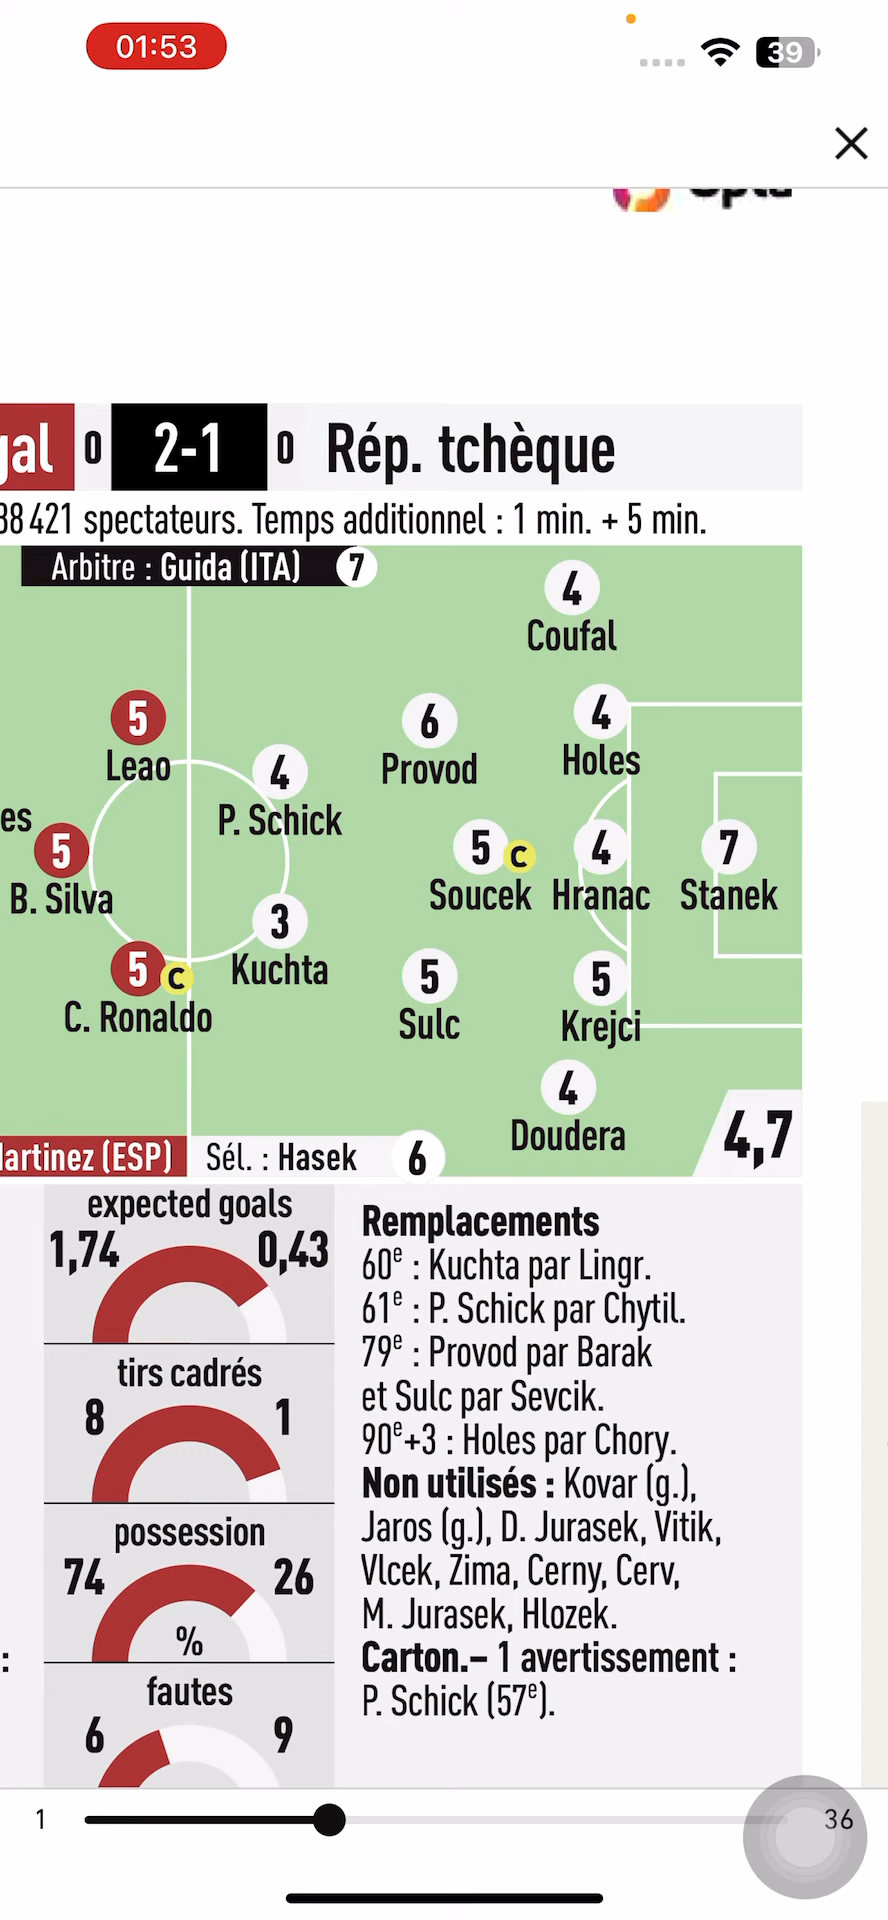 01:53
39
gal 0 2-1 0 Rép. tchèque
38 421 spectateurs. Temps additionnel : 1 min. + 5 min.
Arbitre : Guida (ITA) 7
4
Coufal
5
Leao
4
P. Schick
6
Provod
4
Holes
es
5
B. Silva
5 C
Soucek
4
Hranac
7
Stanek
5 C
C. Ronaldo
3
Kuchta
5
Sulc
5
Krejci
4
Doudera
4,7
Martinez (ESP)
Sél. : Hasek 6
expected goals
1,74 0,43
tirs cadrés
8 1
possession
74 26
%
fautes
6 9
Remplacements
60e : Kuchta par Lingr.
61e : P. Schick par Chytil.
79e : Provod par Barak
et Sulc par Sevcik.
90e+3 : Holes par Chory.
Non utilisés : Kovar (g.),
Jaros (g.), D. Jurasek, Vitik,
Vlcek, Zima, Cerny, Cerv,
M. Jurasek, Hlozek.
Carton.– 1 avertissement :
P. Schick (57e).
:
1 36